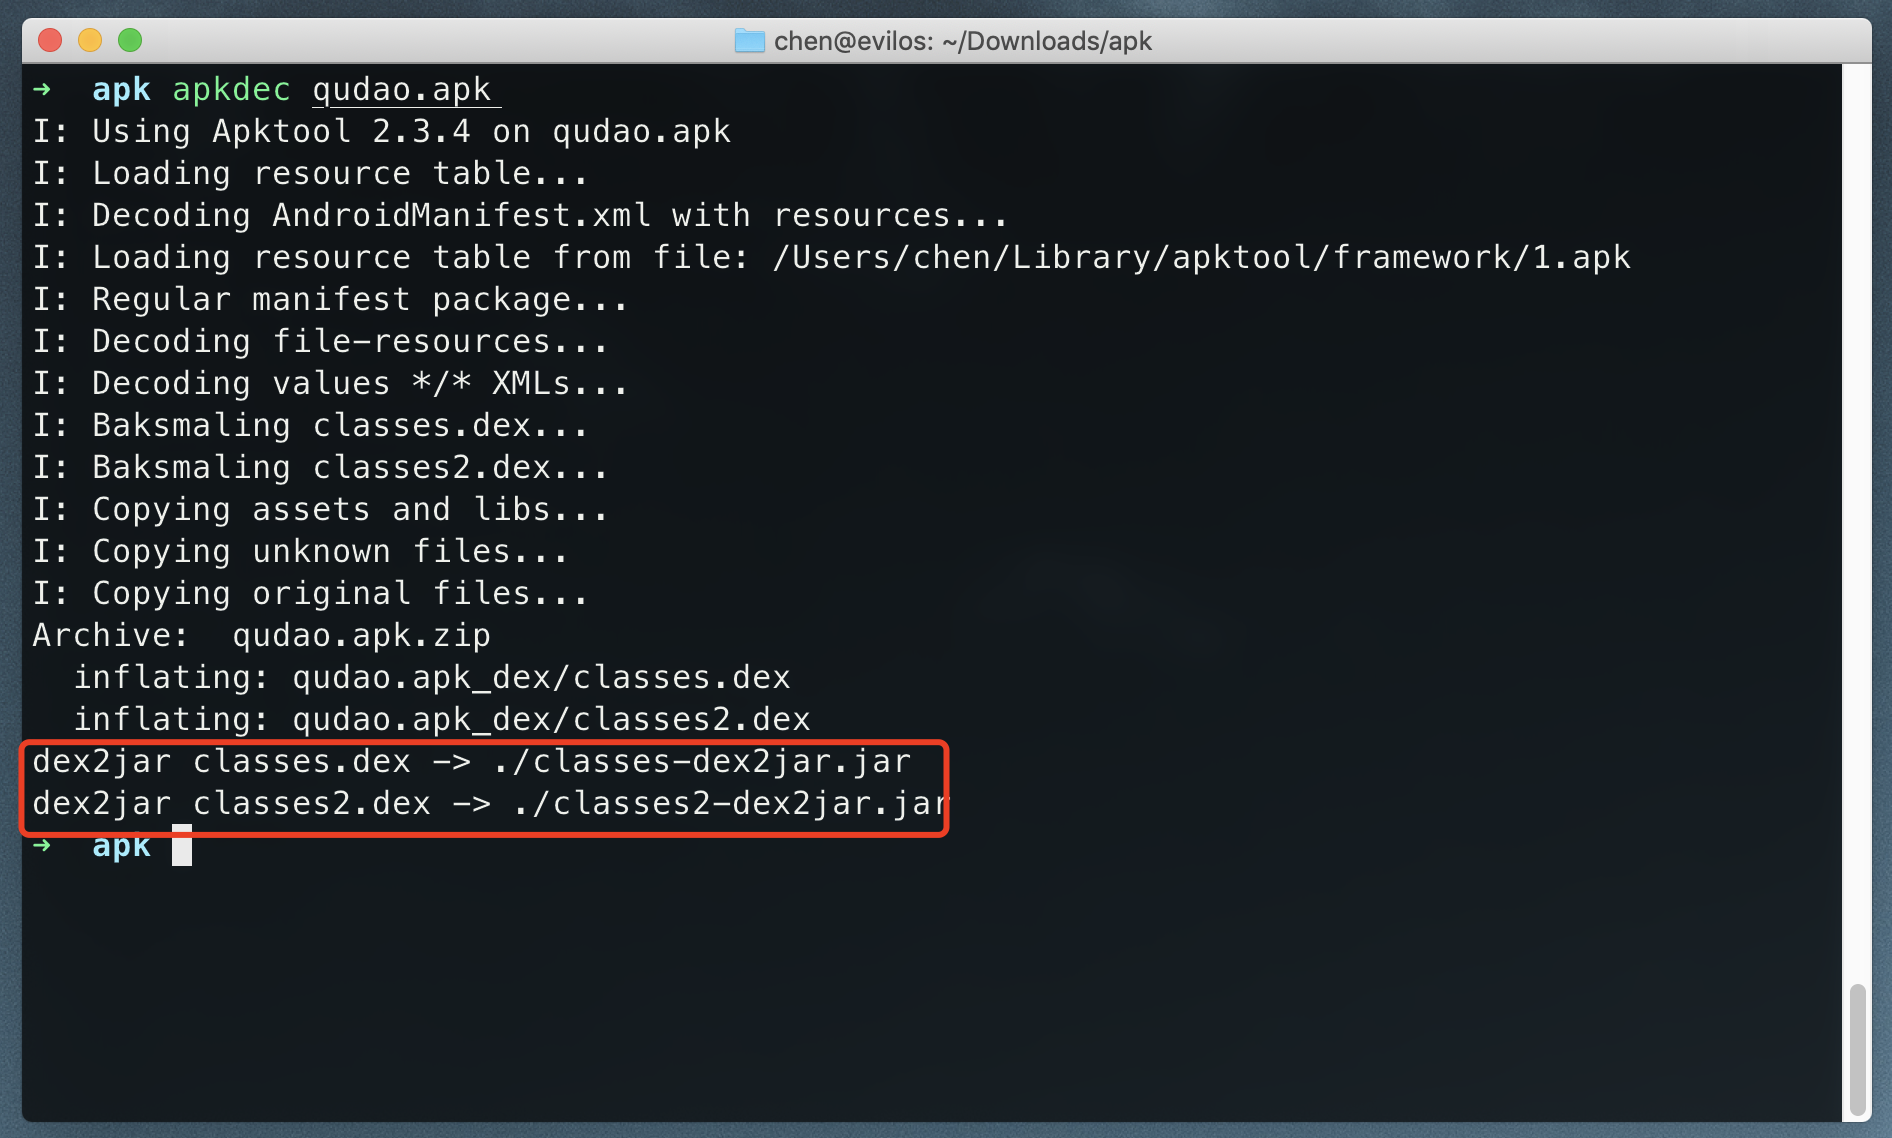 chen@evilos: ~/Downloads/apk
➜  apk apkdec qudao.apk
I: Using Apktool 2.3.4 on qudao.apk
I: Loading resource table...
I: Decoding AndroidManifest.xml with resources...
I: Loading resource table from file: /Users/chen/Library/apktool/framework/1.apk
I: Regular manifest package...
I: Decoding file-resources...
I: Decoding values */* XMLs...
I: Baksmaling classes.dex...
I: Baksmaling classes2.dex...
I: Copying assets and libs...
I: Copying unknown files...
I: Copying original files...
Archive:  qudao.apk.zip
  inflating: qudao.apk_dex/classes.dex
  inflating: qudao.apk_dex/classes2.dex
dex2jar classes.dex -> ./classes-dex2jar.jar
dex2jar classes2.dex -> ./classes2-dex2jar.jar
➜  apk